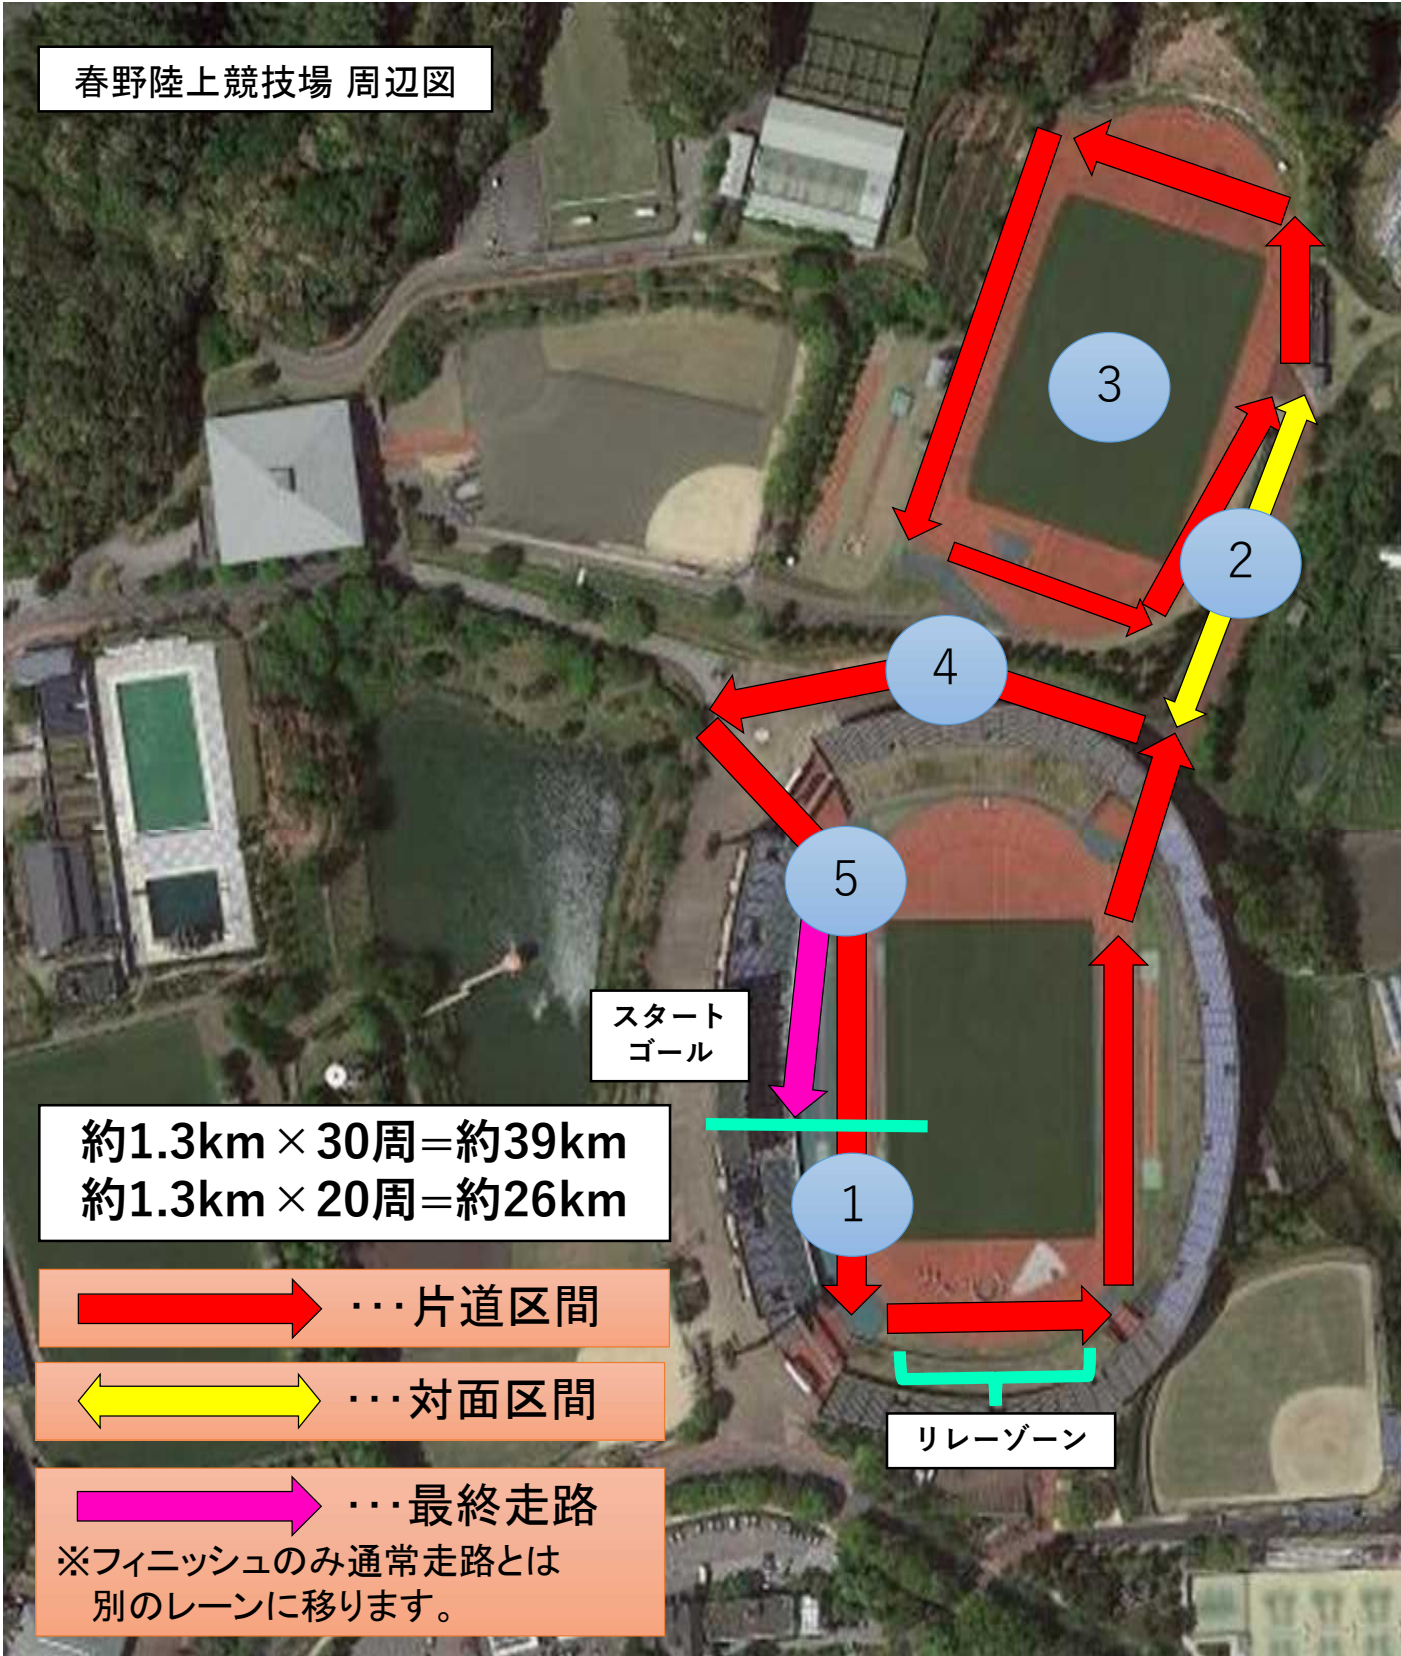 春野陸上競技場 周辺図
3
2
4
5
スタート
ゴール
約1.3km×30周=約39km
約1.3km×20周=約26km
1
・・・片道区間
・・・対面区間
リレーゾーン
・・・最終走路
※フィニッシュのみ通常走路とは
別のレーンに移ります。